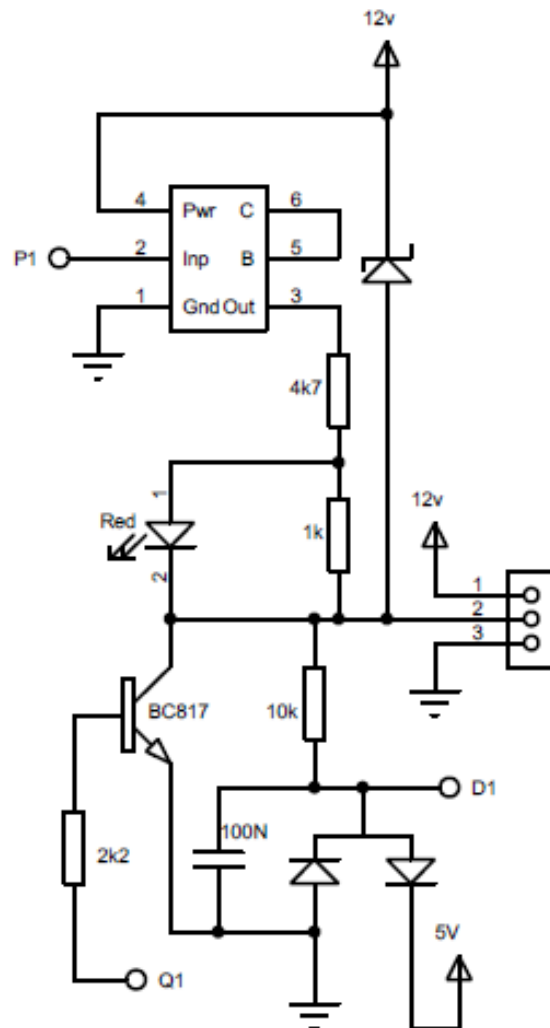 12v
4 Pwr C 6
P1 2 Inp B 5
1 Gnd Out 3
4k7
12v
1
Red
1k
1
2
2
3
BC817
10k
D1
100N
2k2
5V
Q1